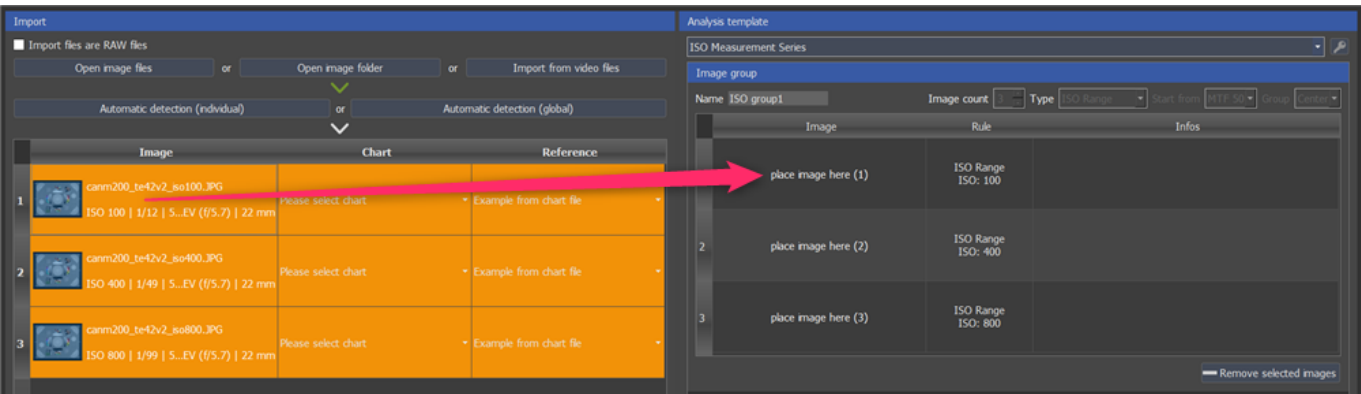 Import
Import files are RAW files
Open image files or Open image folder or Import from video files
Automatic detection (individual) or Automatic detection (global)
Image Chart Reference
1
canm200_te42v2_iso100.JPG
ISO 100 | 1/12 | 5...EV (f/5.7) | 22 mm
Please select chart
Example from chart file
2
canm200_te42v2_iso400.JPG
ISO 400 | 1/49 | 5...EV (f/5.7) | 22 mm
Please select chart
Example from chart file
3
canm200_te42v2_iso800.JPG
ISO 800 | 1/99 | 5...EV (f/5.7) | 22 mm
Please select chart
Example from chart file
Analysis template
ISO Measurement Series
Image group
Name ISO group1 Image count 3 Type ISO Range Start from MTF 50 Group Center
Image Rule Infos
place image here (1)
ISO Range
ISO: 100
2
place image here (2)
ISO Range
ISO: 400
3
place image here (3)
ISO Range
ISO: 800
Remove selected images